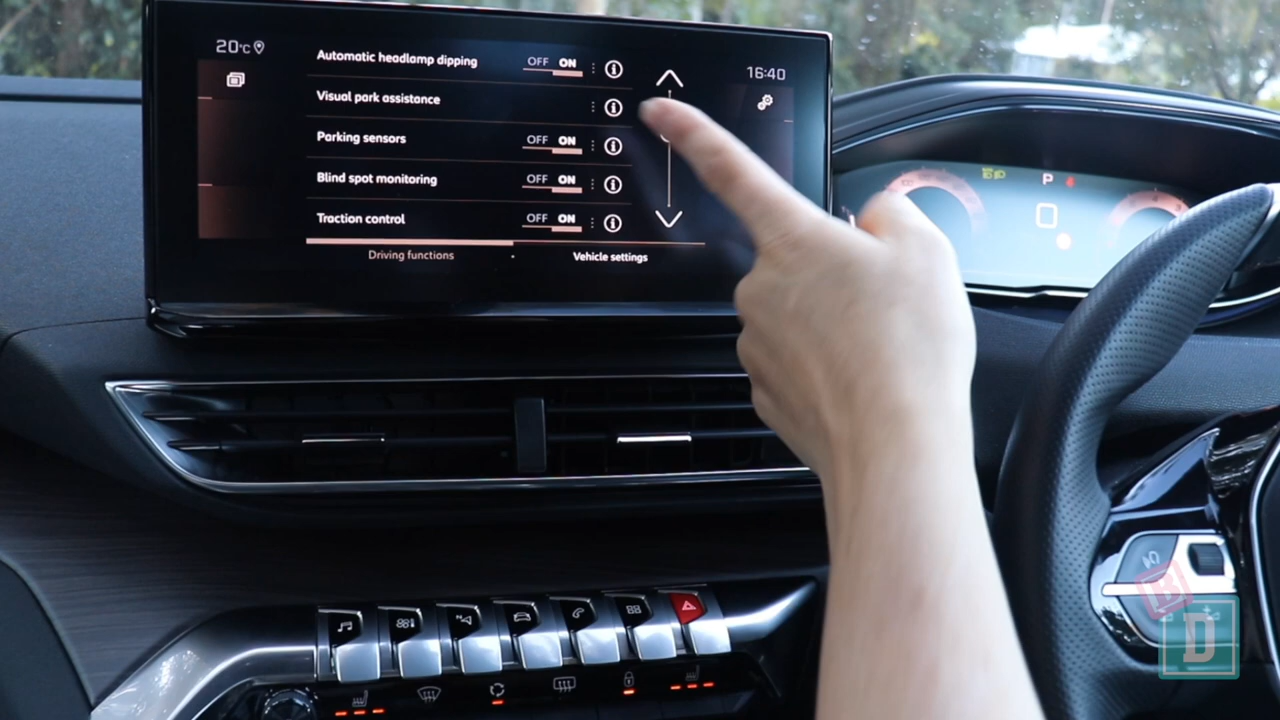 20°C
16:40
Automatic headlamp dipping OFF ON
Visual park assistance
Parking sensors OFF ON
Blind spot monitoring OFF ON
Traction control OFF ON
Driving functions
Vehicle settings
P
B
D